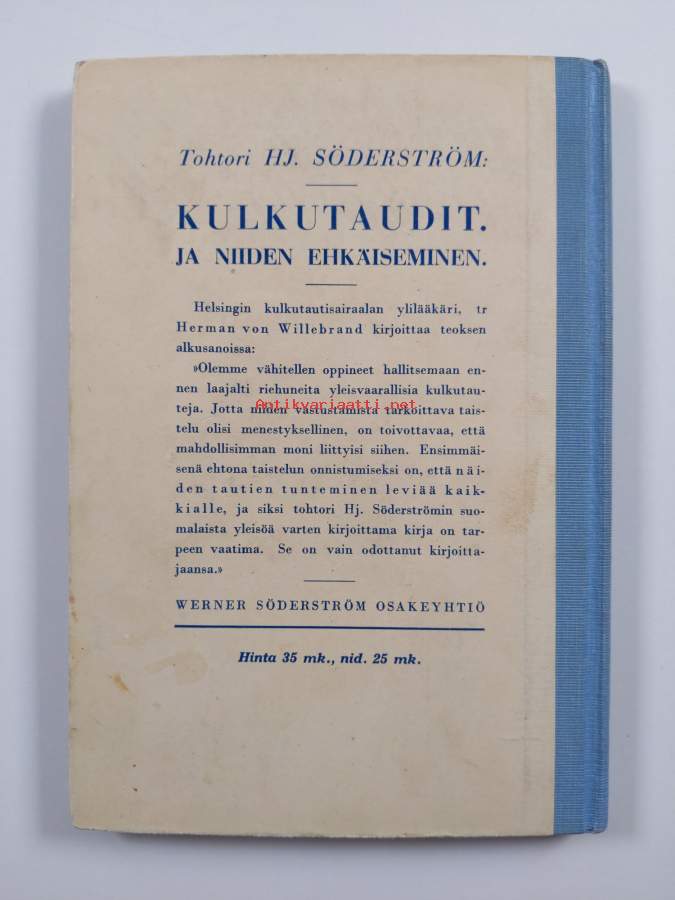 Tohtori HJ. SÖDERSTRÖM:
KULKUTAUDIT.
JA NIIDEN EHKÄISEMINEN.
Helsingin kulkutautisairaalan ylilääkäri, tr
Herman von Willebrand kirjoittaa teoksen
alkusanoissa:
»Olemme vähitellen oppineet hallitsemaan en-
nen laajalti riehuneita yleisvaarallisia kulkutau-
Antikvariaatti.net
teja. Jotta niiden vastustamista tarkoittava tais-
telu olisi menestyksellinen, on toivottavaa, että
mahdollisimman moni liittyisi siihen. Ensimmäi-
senä ehtona taistelun onnistumiseksi on, että näi-
den tautien tunteminen leviää kaik-
kialle, ja siksi tohtori Hj. Söderströmin suo-
malaista yleisöä varten kirjoittama kirja on tar-
peen vaatima. Se on vain odottanut kirjoitta-
jaansa.»
WERNER SÖDERSTRÖM OSAKEYHTIÖ
Hinta 35 mk., nid. 25 mk.